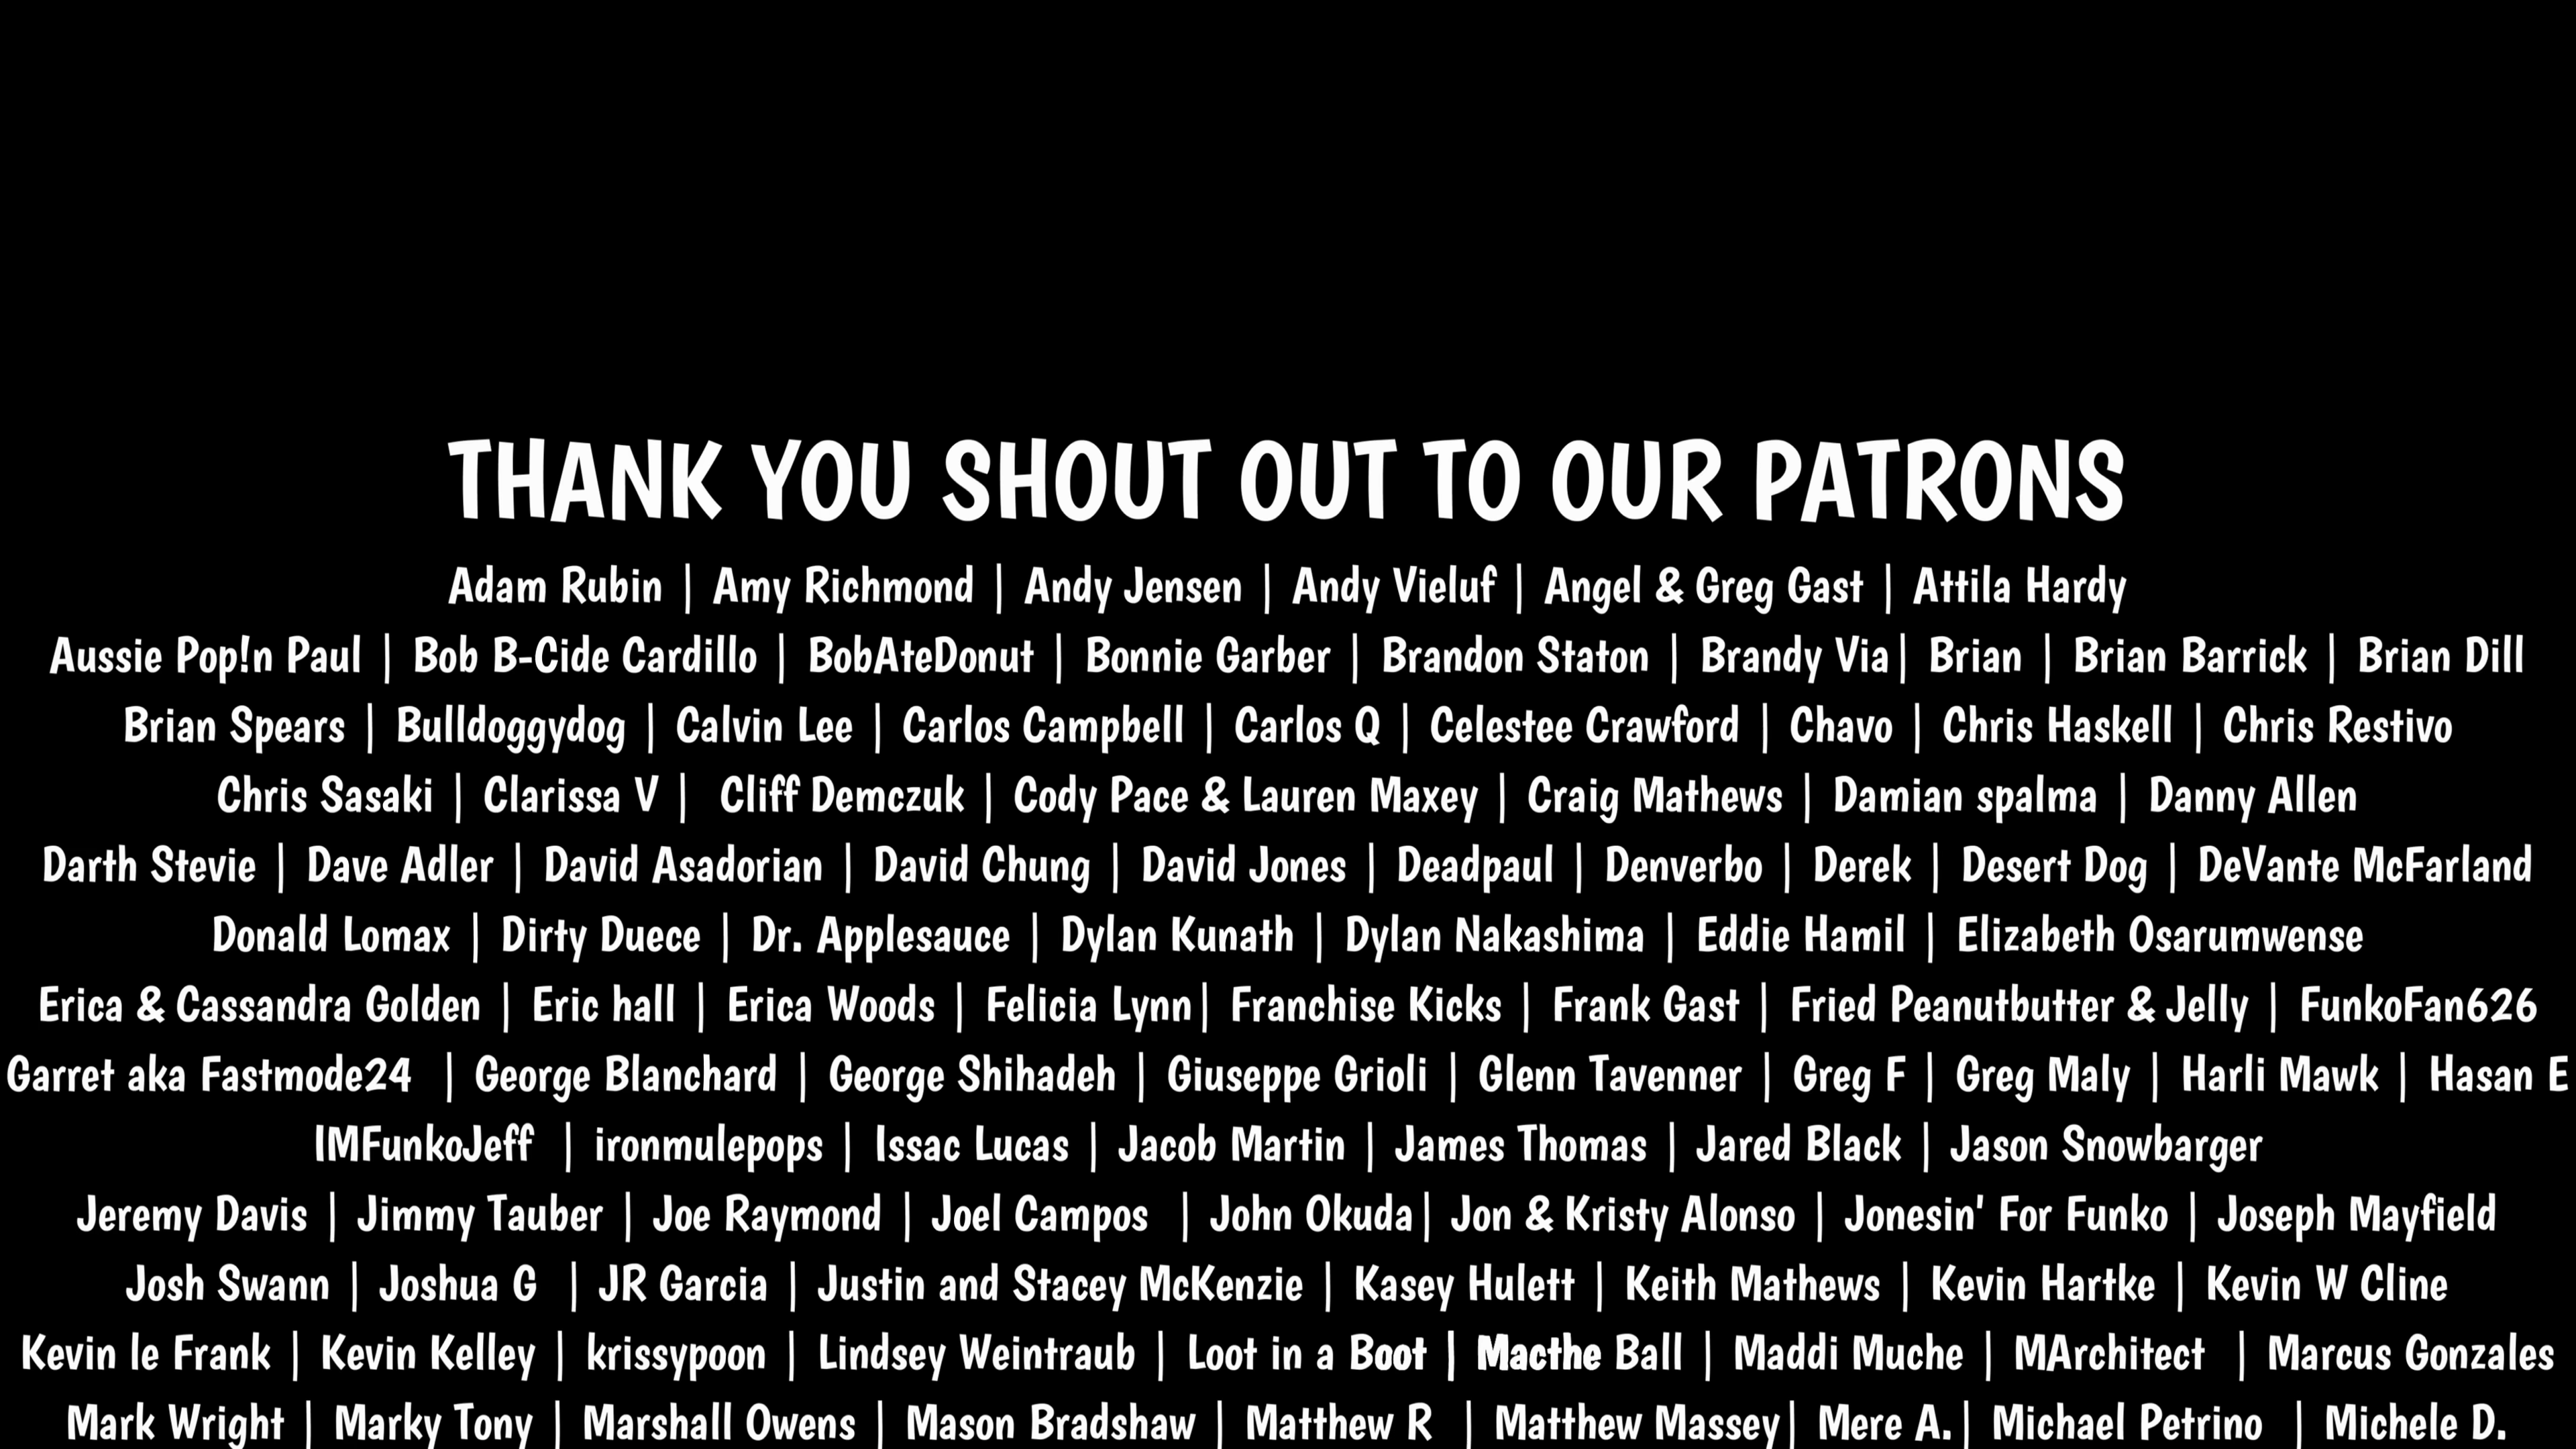 THANK YOU SHOUT OUT TO OUR PATRONS
Adam Rubin | Amy Richmond | Andy Jensen | Andy Vieluf | Angel & Greg Gast | Attila Hardy
Aussie Pop!n Paul | Bob B-Cide Cardillo | BobAteDonut | Bonnie Garber | Brandon Staton | Brandy Via| Brian | Brian Barrick | Brian Dill
Brian Spears | Bulldoggydog | Calvin Lee | Carlos Campbell | Carlos Q | Celestee Crawford | Chavo | Chris Haskell | Chris Restivo
Chris Sasaki | Clarissa V | Cliff Demczuk | Cody Pace & Lauren Maxey | Craig Mathews | Damian spalma | Danny Allen
Darth Stevie | Dave Adler | David Asadorian | David Chung | David Jones | Deadpaul | Denverbo | Derek | Desert Dog | DeVante McFarland
Donald Lomax | Dirty Duece | Dr. Applesauce | Dylan Kunath | Dylan Nakashima | Eddie Hamil | Elizabeth Osarumwense
Erica & Cassandra Golden | Eric hall | Erica Woods | Felicia Lynn| Franchise Kicks | Frank Gast | Fried Peanutbutter & Jelly | FunkoFan626
Garret aka Fastmode24 | George Blanchard | George Shihadeh | Giuseppe Grioli | Glenn Tavenner | Greg F | Greg Maly | Harli Mawk | Hasan E
IMFunkoJeff | ironmulepops | Issac Lucas | Jacob Martin | James Thomas | Jared Black | Jason Snowbarger
Jeremy Davis | Jimmy Tauber | Joe Raymond | Joel Campos | John Okuda| Jon & Kristy Alonso | Jonesin' For Funko | Joseph Mayfield
Josh Swann | Joshua G | JR Garcia | Justin and Stacey McKenzie | Kasey Hulett | Keith Mathews | Kevin Hartke | Kevin W Cline
Kevin le Frank | Kevin Kelley | krissypoon | Lindsey Weintraub | Loot in a Boot | Macthe Ball | Maddi Muche | MArchitect | Marcus Gonzales
Mark Wright | Marky Tony | Marshall Owens | Mason Bradshaw | Matthew R | Matthew Massey| Mere A.| Michael Petrino | Michele D.